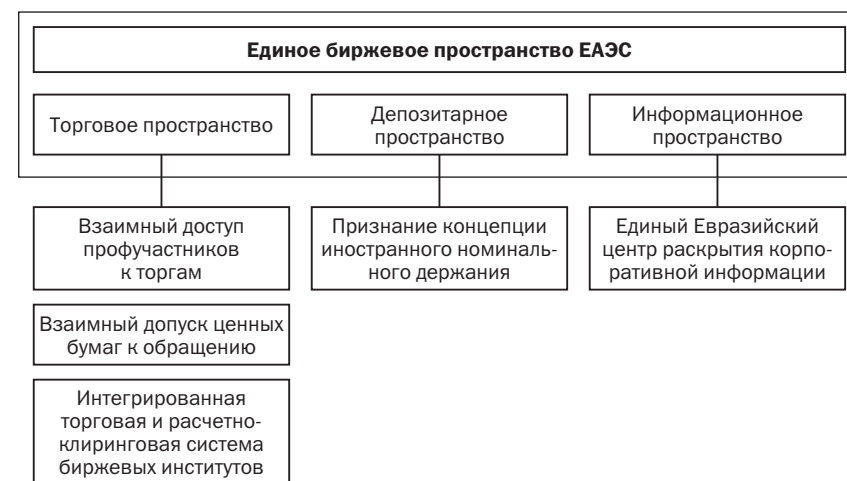 Единое биржевое пространство ЕАЭС
Торговое пространство
Депозитарное
пространство
Информационное
пространство
Взаимный доступ
профучастников
к торгам
Признание концепции
иностранного номиналь-
ного держания
Единый Евразийский
центр раскрытия корпо-
ративной информации
Взаимный допуск ценных
бумаг к обращению
Интегрированная
торговая и расчетно-
клиринговая система
биржевых институтов